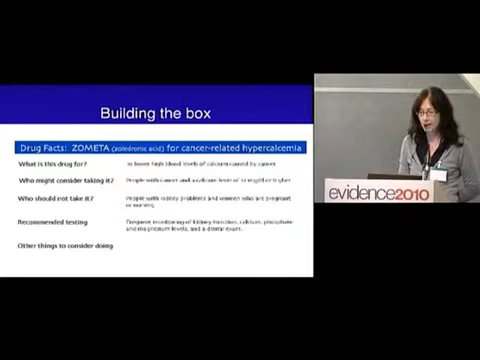 Building the box
Drug Facts: ZOMETA (zoledronic acid) for cancer-related hypercalcemia
What is this drug for? To lower high blood levels of calcium caused by cancer
Who might consider taking it? People with cancer and a calcium level of 12 mg/dl or higher
Who should not take it? People with kidney problems and women who are pregnant
or nursing
Recommended testing Frequent monitoring of kidney function, calcium, phosphate
and magnesium levels, and a dental exam.
Other things to consider doing
evidence2010